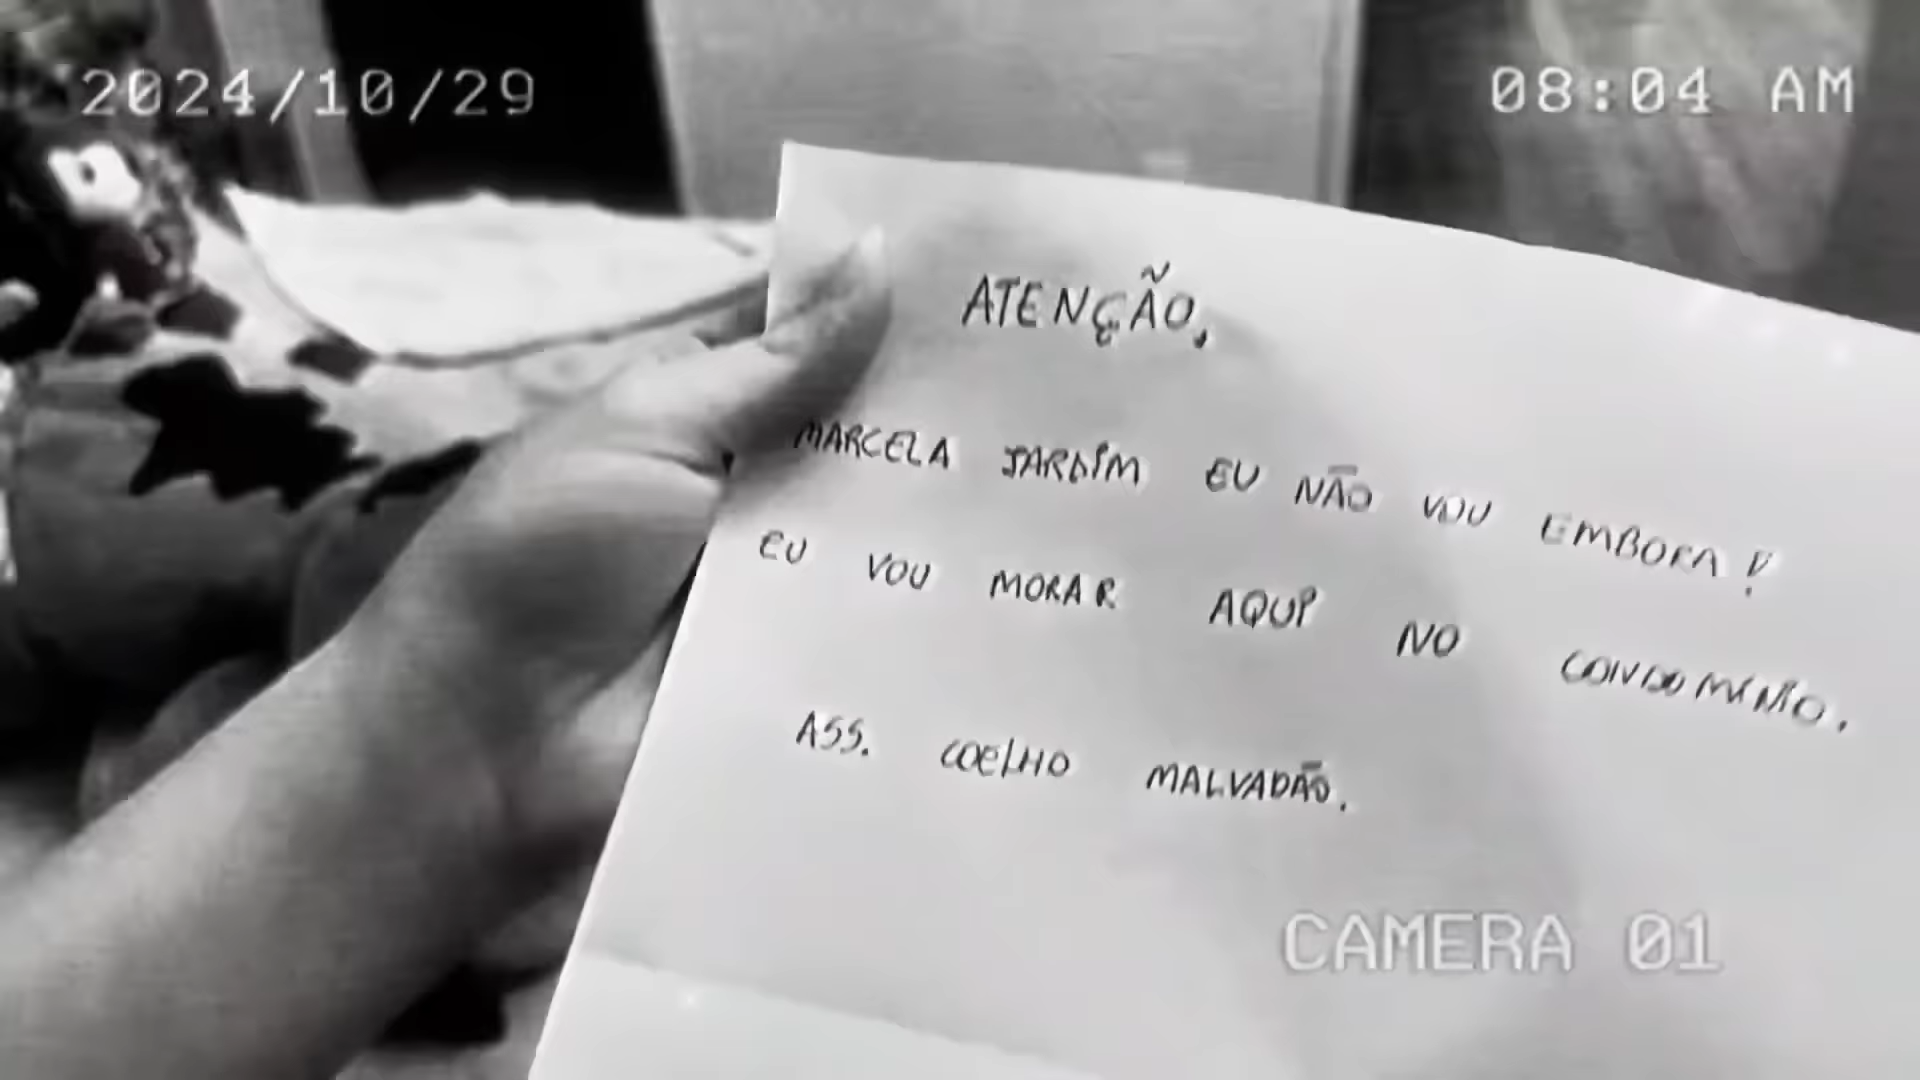 2024/10/29
08:04 AM
ATENÇÃO,
MARCELA JARDIM EU NÃO VOU EMBORA!
EU VOU MORAR AQUI NO CONDOMÍNIO.
ASS. COELHO MALVADÃO.
CAMERA 01